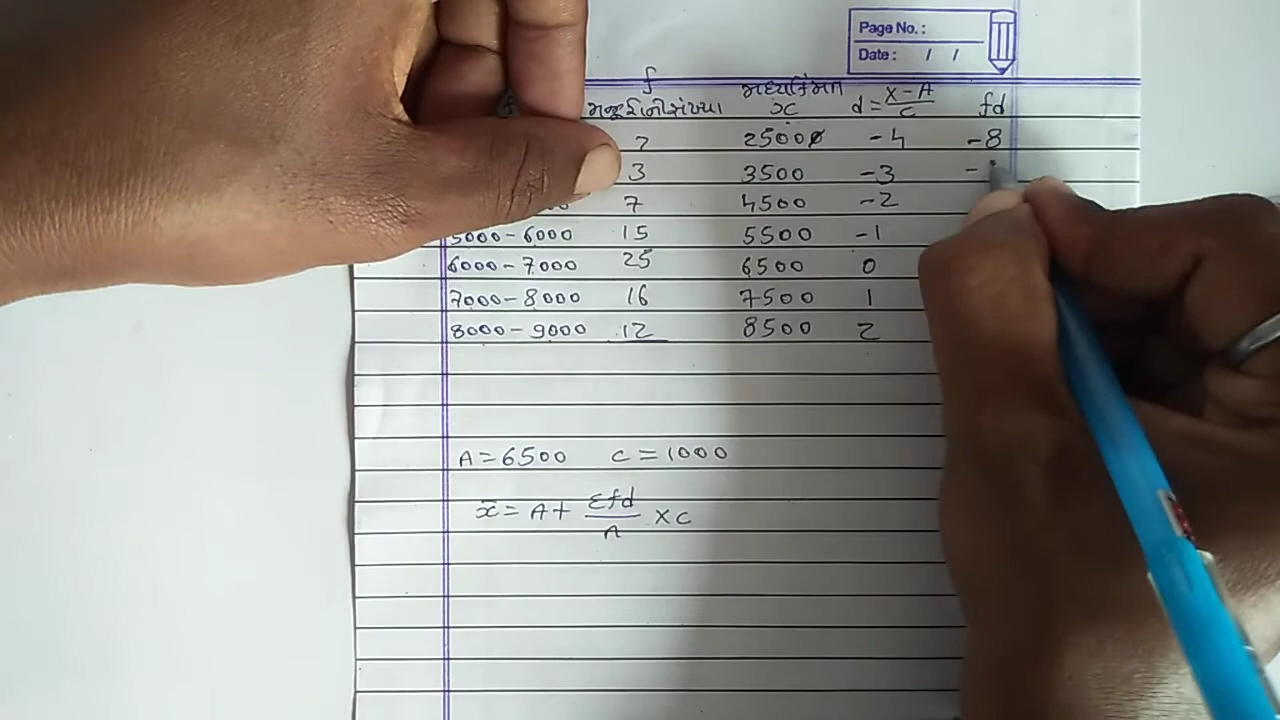 Page No. :
Date : / /
f મધ્યકિંમત
મજૂરોની સંખ્યા x d = x - A / c fd
2 2500 -4 -8
3 3500 -3 -
7 4500 -2
5000 - 6000 15 5500 -1
6000 - 7000 25 6500 0
7000 - 8000 16 7500 1
8000 - 9000 12 8500 2
A = 6500 c = 1000
x̄ = A + Σfd / n × c